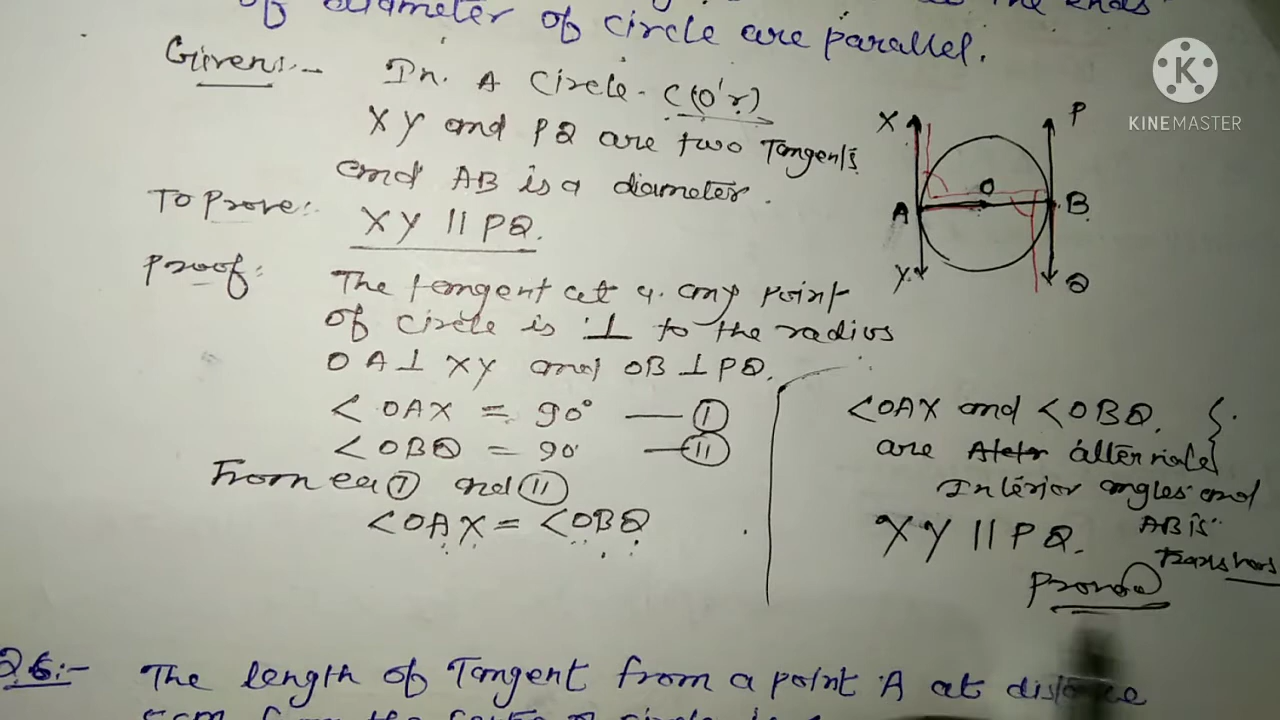 of diameter of circle are parallel.
Given:- In. A Circle. C(O'r)
XY and PQ are two Tangents
and AB is a diameter.
To Prove:- XY || PQ.
Proof: The tangent at any point
of circle is ⊥ to the radius
OA ⊥ XY and OB ⊥ PQ.
<OAX = 90° — I
<OBQ = 90° — II
From eq I and II
<OAX = <OBQ
<OAX and <OBQ.
are alternate
Interior angles and
AB is
XY || PQ.
Proved
X P
O
A B
Y Q
K
KINEMASTER
Q6:- The length of Tangent from a point A at distance